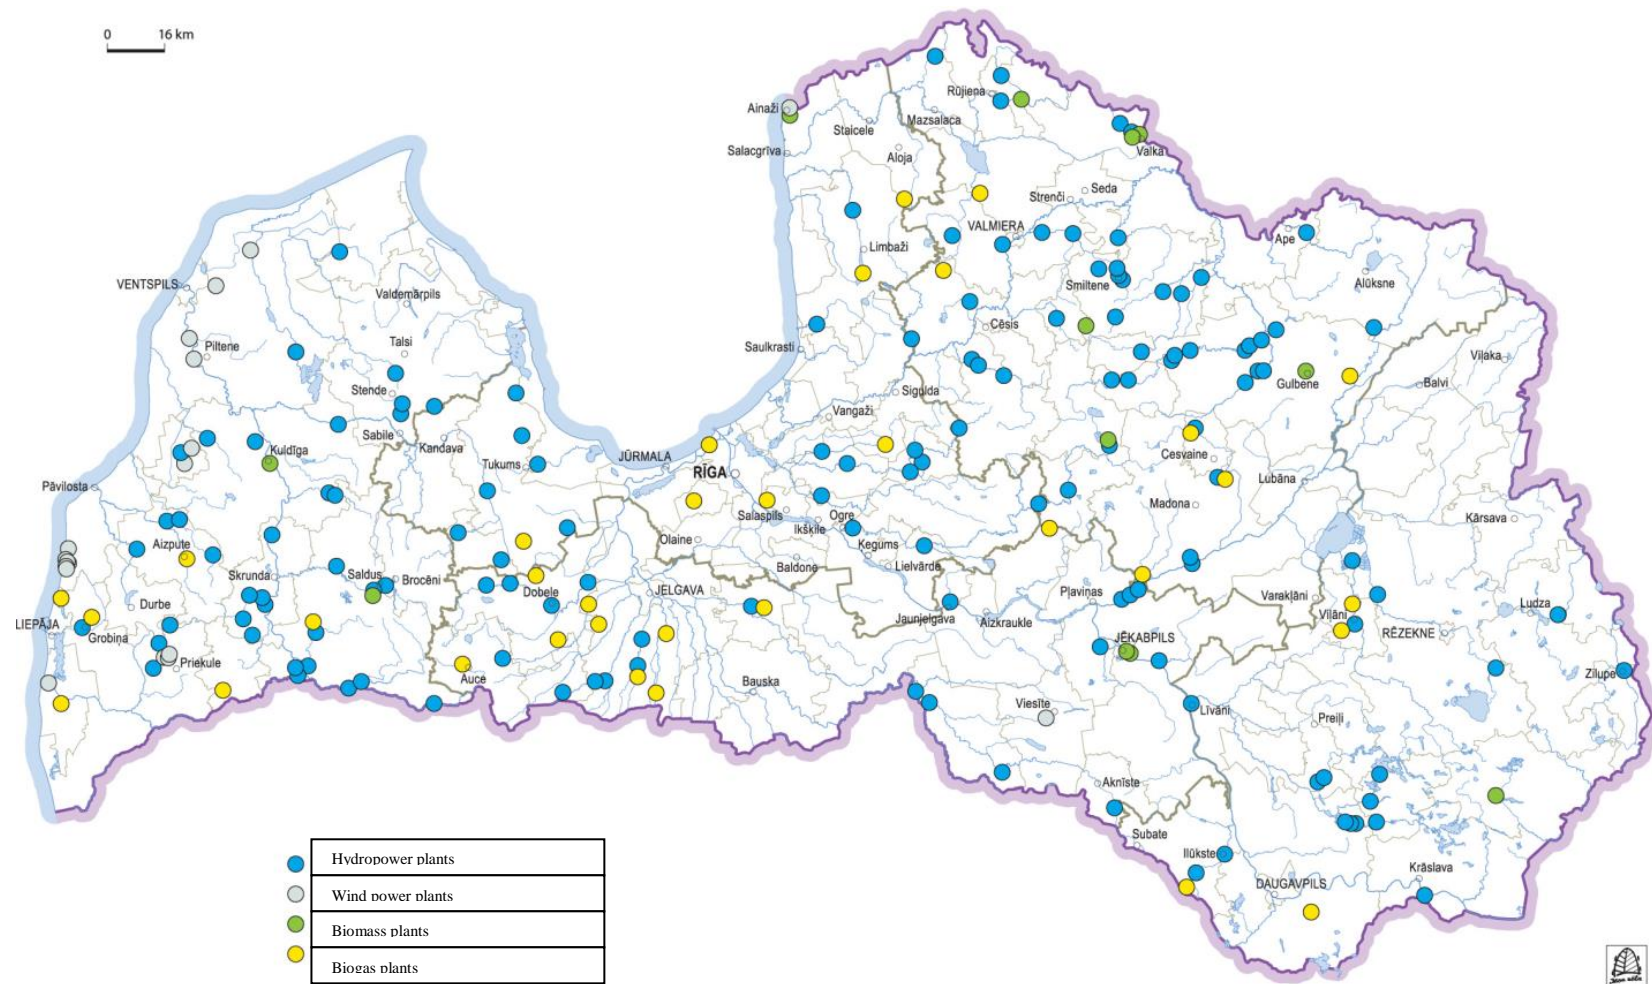 0 16 km
Rūjiena
Ainaži
Mazsalaca
Staicele
Salacgrīva
Valka
Aloja
Seda
Strenči
VALMIERA
Ape
Limbaži
VENTSPILS
Alūksne
Smiltene
Valdemārpils
Cēsis
Talsi
Piltene
Saulkrasti
Viļaka
Gulbene
Balvi
Stende
Sigulda
Vangaži
Sabile
Kandava
Kuldīga
Cesvaine
JŪRMALA
Tukums
RĪGA
Lubāna
Pāvilosta
Madona
Salaspils
Ogre
Kārsava
Ikšķile
Olaine
Aizpute
Ķegums
Baldone
Lielvārde
Skrunda
Saldus
Brocēni
Dobele
JELGAVA
Pļaviņas
Varakļāni
Durbe
Ludza
Viļāni
Jaunjelgava
Aizkraukle
LIEPĀJA
Grobiņa
RĒZEKNE
JĒKABPILS
Priekule
Zilupe
Auce
Bauska
Viesīte
Līvāni
Preiļi
Aknīste
Subate
Ilūkste
Krāslava
DAUGAVPILS
Hydropower plants
Wind power plants
Biomass plants
Biogas plants